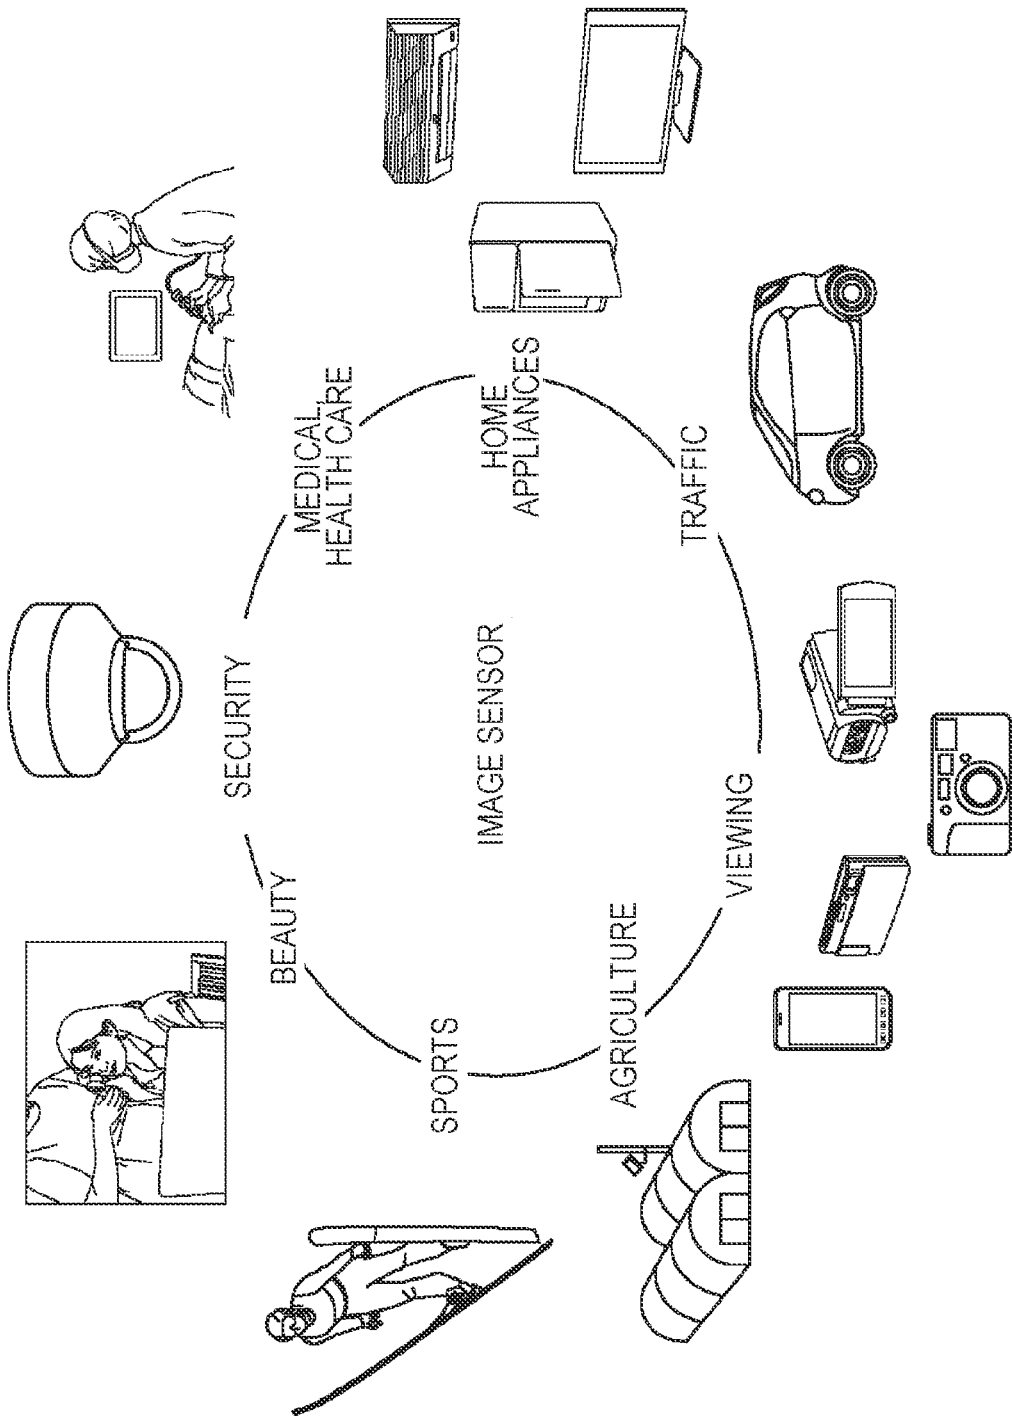 SECURITY
BEAUTY
MEDICAL,
HEALTH CARE
SPORTS
IMAGE SENSOR
HOME
APPLIANCES
AGRICULTURE
TRAFFIC
VIEWING